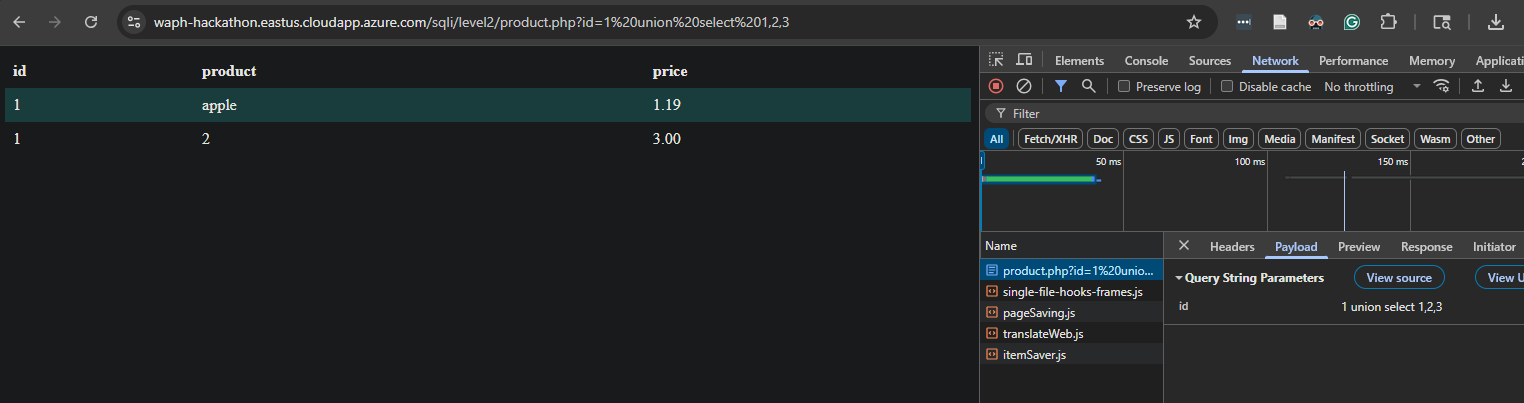 waph-hackathon.eastus.cloudapp.azure.com/sqli/level2/product.php?id=1%20union%20select%201,2,3
id product price
1 apple 1.19
1 2 3.00
Elements Console Sources Network Performance Memory Applicati
Preserve log Disable cache No throttling
Filter
All Fetch/XHR Doc CSS JS Font Img Media Manifest Socket Wasm Other
50 ms 100 ms 150 ms 2
Name
product.php?id=1%20unio...
single-file-hooks-frames.js
pageSaving.js
translateWeb.js
itemSaver.js
Headers Payload Preview Response Initiator
Query String Parameters View source View U
id 1 union select 1,2,3